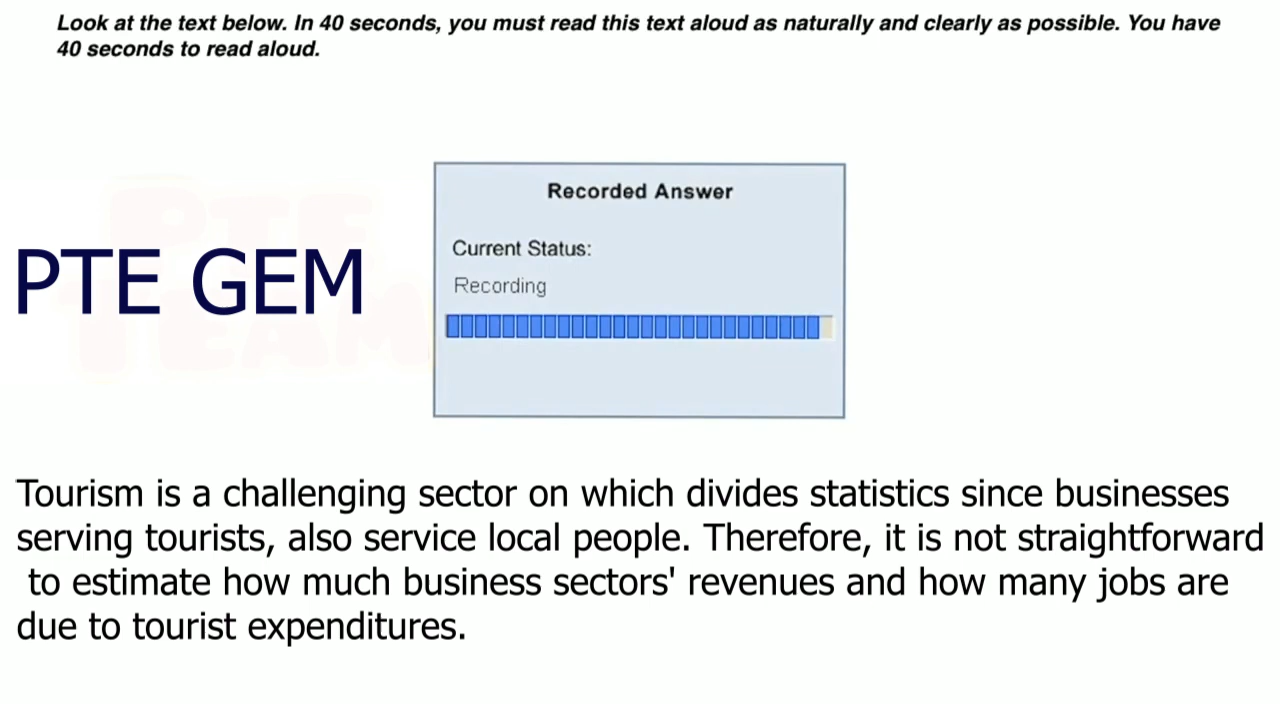 Look at the text below. In 40 seconds, you must read this text aloud as naturally and clearly as possible. You have
40 seconds to read aloud.
Recorded Answer
Current Status:
Recording
PTE GEM
PTE
TEAM
Tourism is a challenging sector on which divides statistics since businesses
serving tourists, also service local people. Therefore, it is not straightforward
to estimate how much business sectors' revenues and how many jobs are
due to tourist expenditures.